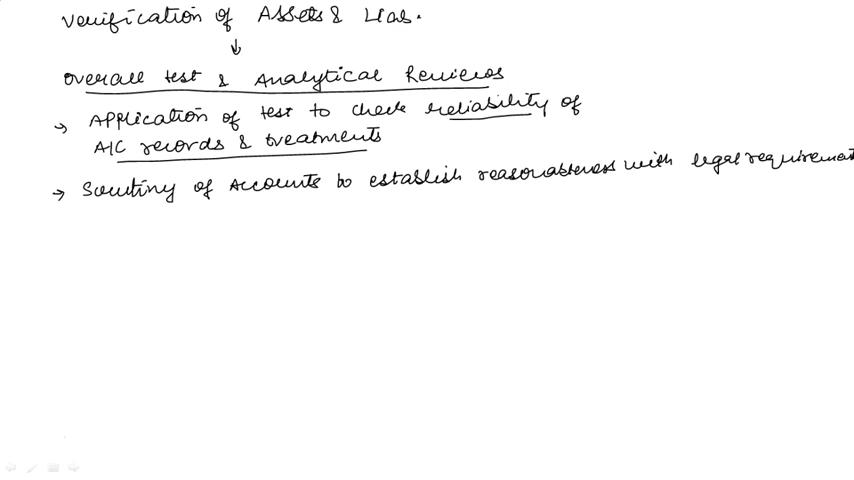 Verification of Assets & Liab.
Overall test & Analytical Reviews
→ Application of test to check reliability of
A/C records & treatments
→ Scrutiny of Accounts to establish reasonableness with legal requirement